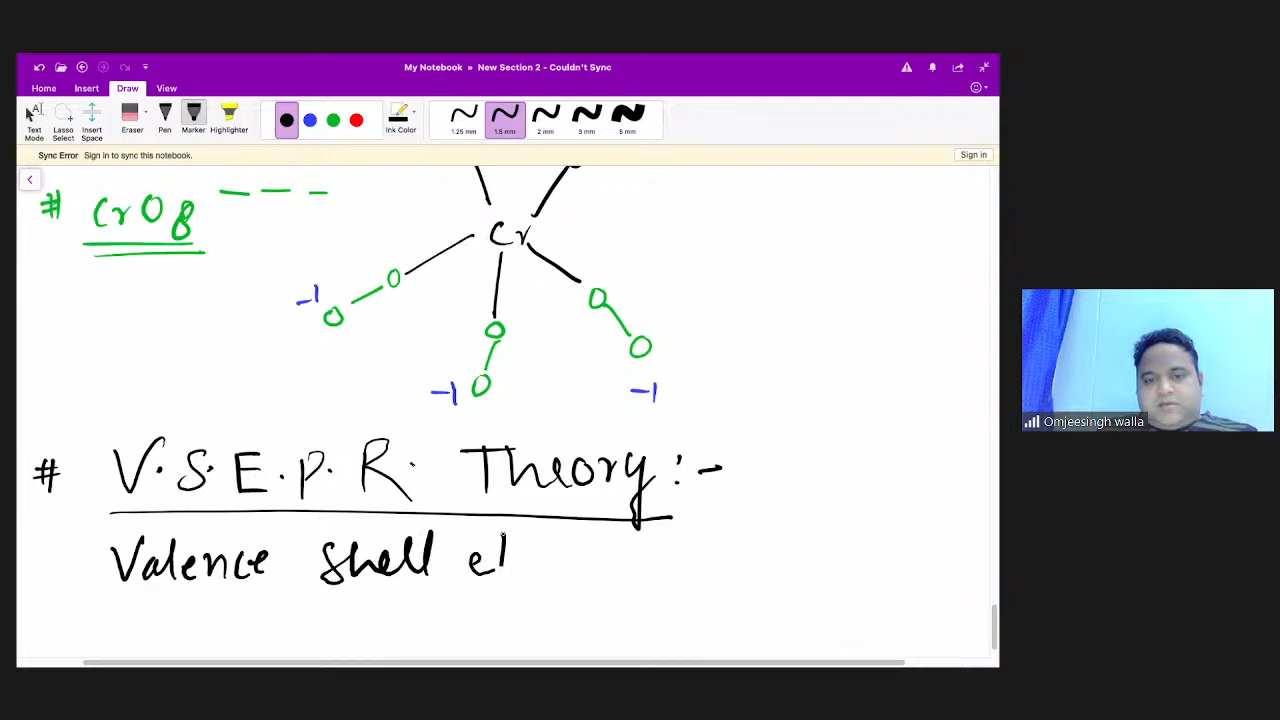 My Notebook » New Section 2 - Couldn't Sync
Home Insert Draw View
Text Mode Lasso Select Insert Space Eraser Pen Marker Highlighter Ink Color 1.25 mm 1.5 mm 2 mm 3 mm 5 mm
Sync Error Sign in to sync this notebook. Sign in
# CrO8 - - -
Cr
O O O
-1 O O O
-1 O -1
# V.S.E.P.R. Theory :-
Valence shell el
Omjeesingh walla